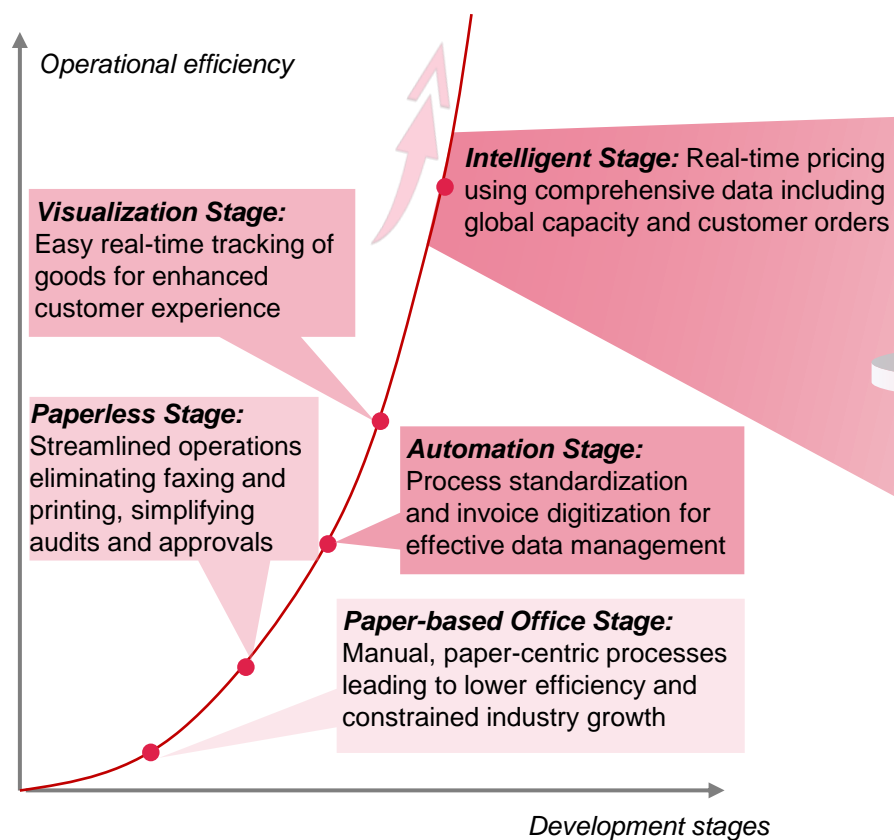 Operational efficiency
Intelligent Stage: Real-time pricing
using comprehensive data including
global capacity and customer orders
Visualization Stage:
Easy real-time tracking of
goods for enhanced
customer experience
Paperless Stage:
Streamlined operations
eliminating faxing and
printing, simplifying
audits and approvals
Automation Stage:
Process standardization
and invoice digitization for
effective data management
Paper-based Office Stage:
Manual, paper-centric processes
leading to lower efficiency and
constrained industry growth
Development stages